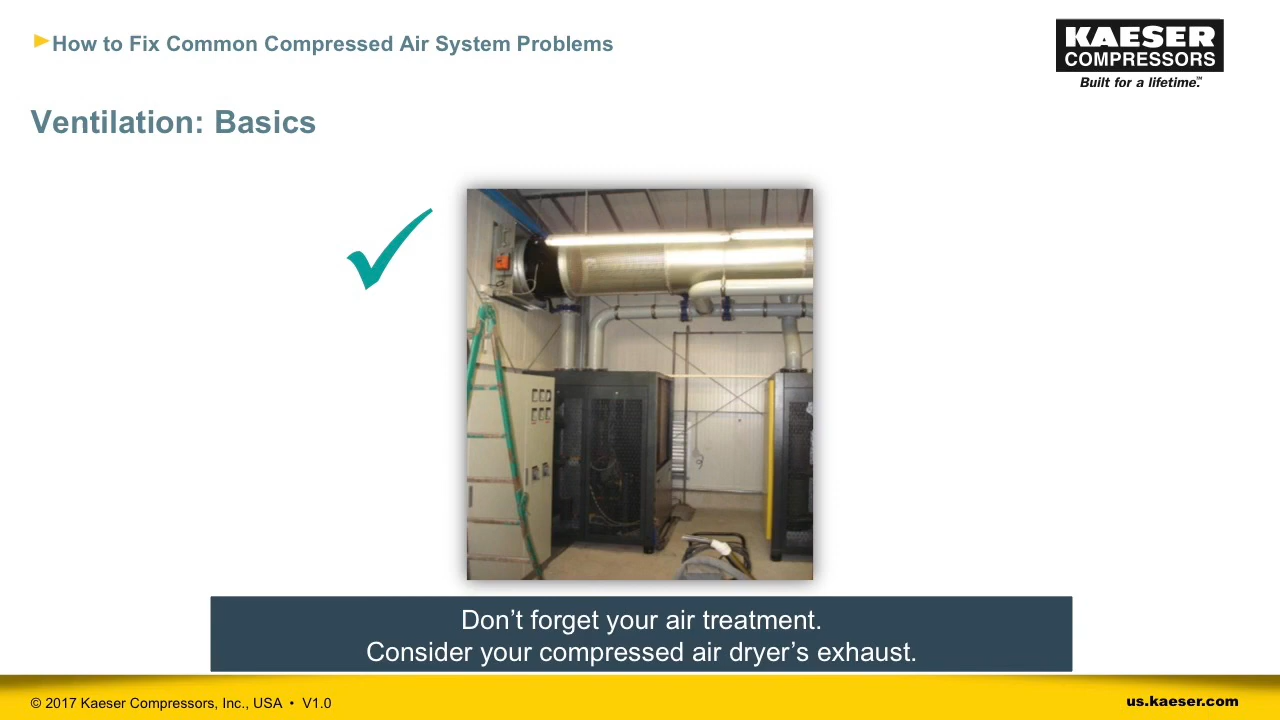 How to Fix Common Compressed Air System Problems
KAESER
COMPRESSORS
Built for a lifetime.™
Ventilation: Basics
Don’t forget your air treatment.
Consider your compressed air dryer’s exhaust.
© 2017 Kaeser Compressors, Inc., USA • V1.0
us.kaeser.com